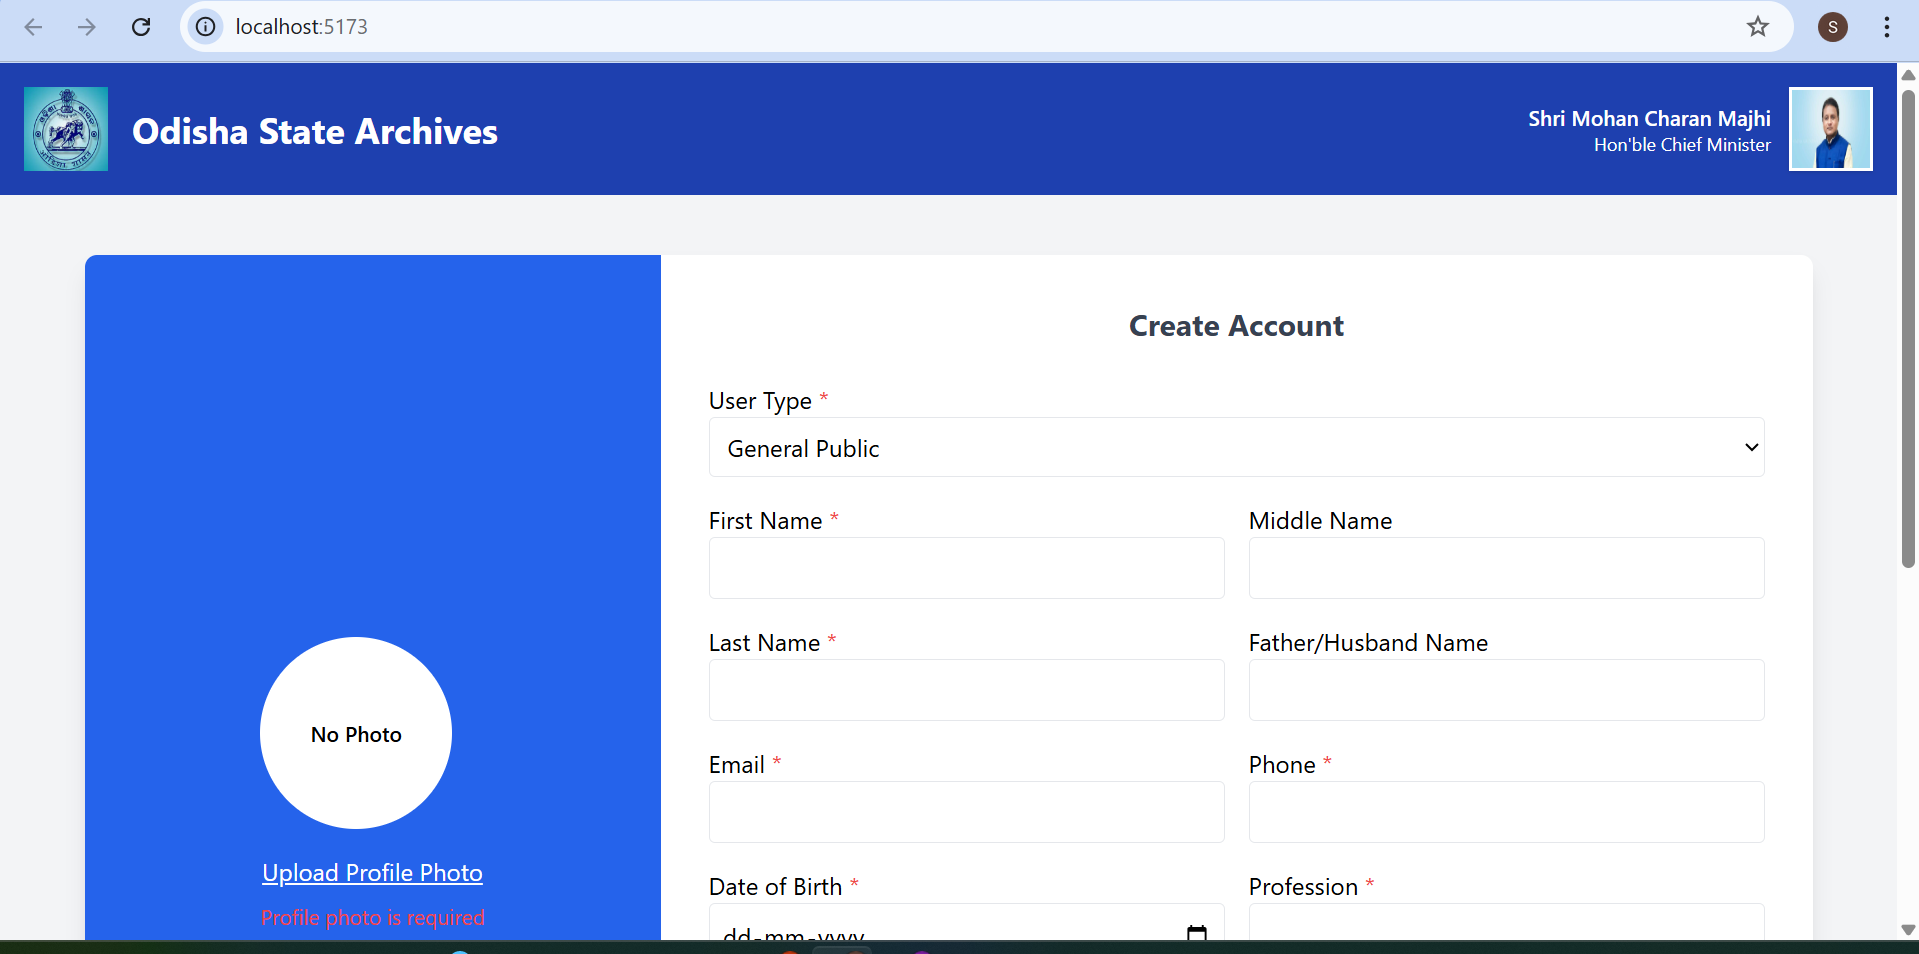 localhost:5173
S
Odisha State Archives
Shri Mohan Charan Majhi
Hon'ble Chief Minister
No Photo
Upload Profile Photo
Profile photo is required
Create Account
User Type *
General Public
First Name *
Middle Name
Last Name *
Father/Husband Name
Email *
Phone *
Date of Birth *
Profession *
dd-mm-yyyy